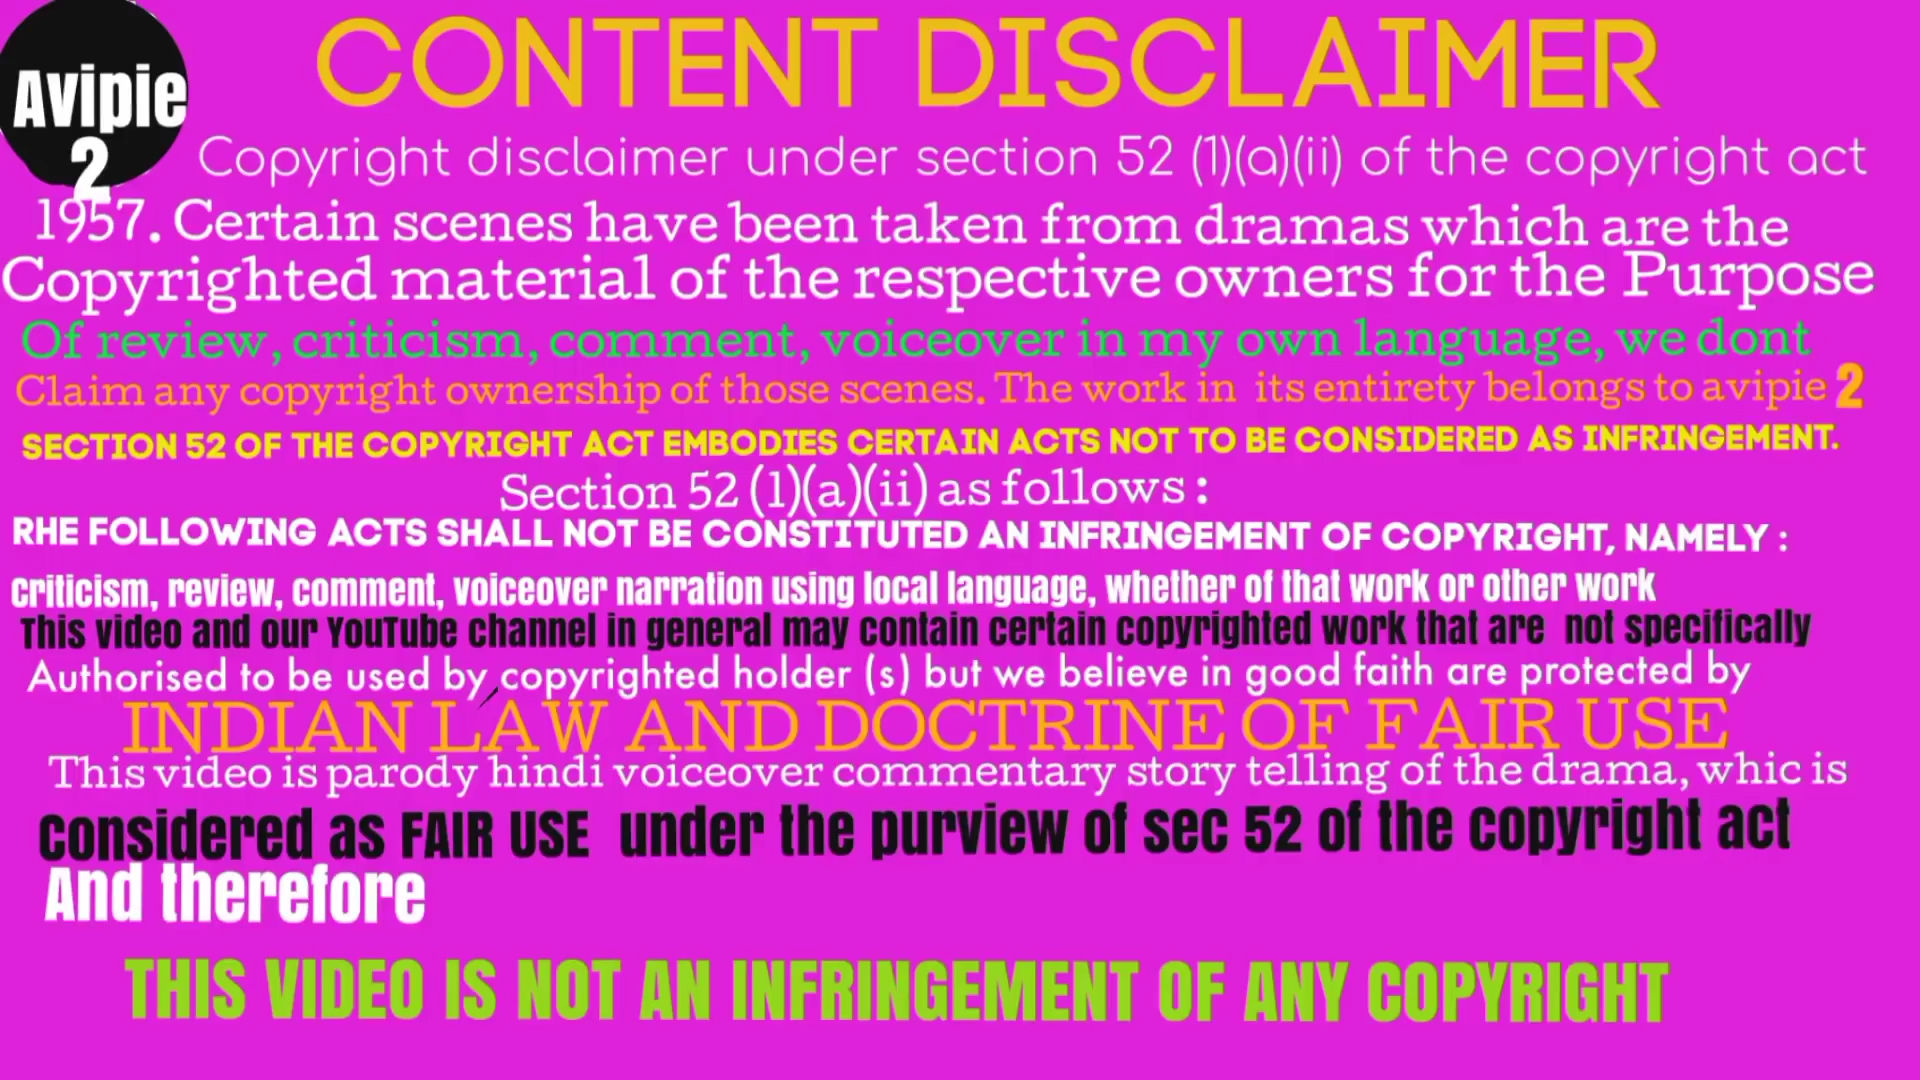 Avipie
2
CONTENT DISCLAIMER
Copyright disclaimer under section 52 (1)(a)(ii) of the copyright act
1957. Certain scenes have been taken from dramas which are the
Copyrighted material of the respective owners for the Purpose
Of review, criticism, comment, voiceover in my own language, we dont
Claim any copyright ownership of those scenes. The work in its entirety belongs to avipie 2
SECTION 52 OF THE COPYRIGHT ACT EMBODIES CERTAIN ACTS NOT TO BE CONSIDERED AS INFRINGEMENT.
Section 52 (1)(a)(ii) as follows :
RHE FOLLOWING ACTS SHALL NOT BE CONSTITUTED AN INFRINGEMENT OF COPYRIGHT, NAMELY :
criticism, review, comment, voiceover narration using local language, whether of that work or other work
This video and our YouTube channel in general may contain certain copyrighted work that are not specifically
Authorised to be used by copyrighted holder (s) but we believe in good faith are protected by
INDIAN LAW AND DOCTRINE OF FAIR USE
This video is parody hindi voiceover commentary story telling of the drama, whic is
considered as FAIR USE under the purview of sec 52 of the copyright act
And therefore
THIS VIDEO IS NOT AN INFRINGEMENT OF ANY COPYRIGHT